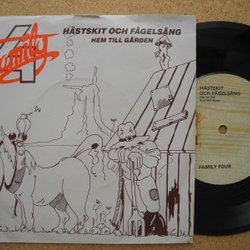 Family
4
HÄSTSKIT OCH FÅGELSÅNG
HEM TILL GÅRDEN
HÄSTSKIT
OCH FÅGELSÅNG
FAMILY FOUR